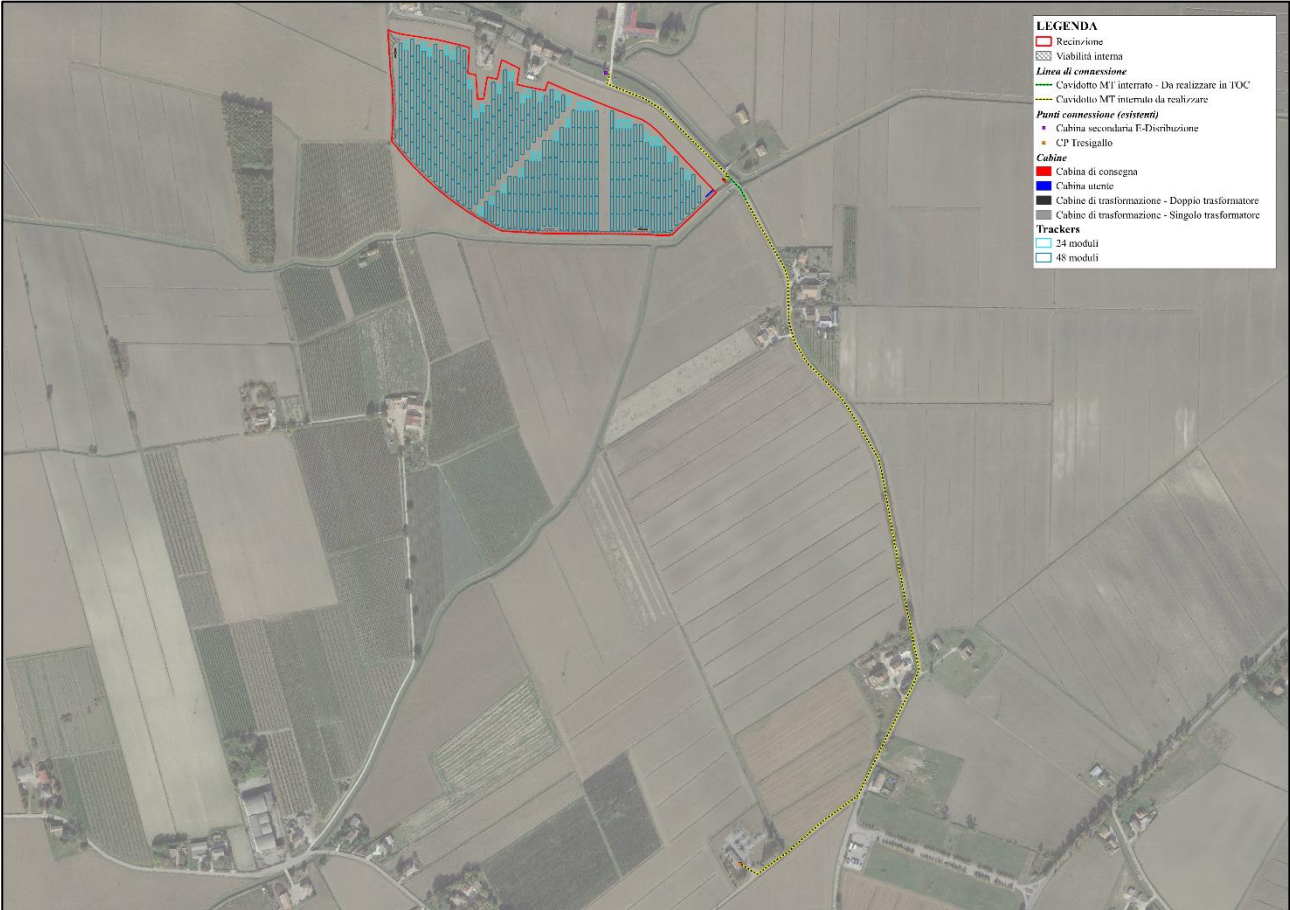 LEGENDA
Recinzione
Viabilità interna
Linea di connessione
Cavidotto MT interrato - Da realizzare in TOC
Cavidotto MT interrato da realizzare
Punti connessione (esistenti)
Cabina secondaria E-Distribuzione
CP Tresigallo
Cabine
Cabina di consegna
Cabina utente
Cabine di trasformazione - Doppio trasformatore
Cabine di trasformazione - Singolo trasformatore
Trackers
24 moduli
48 moduli